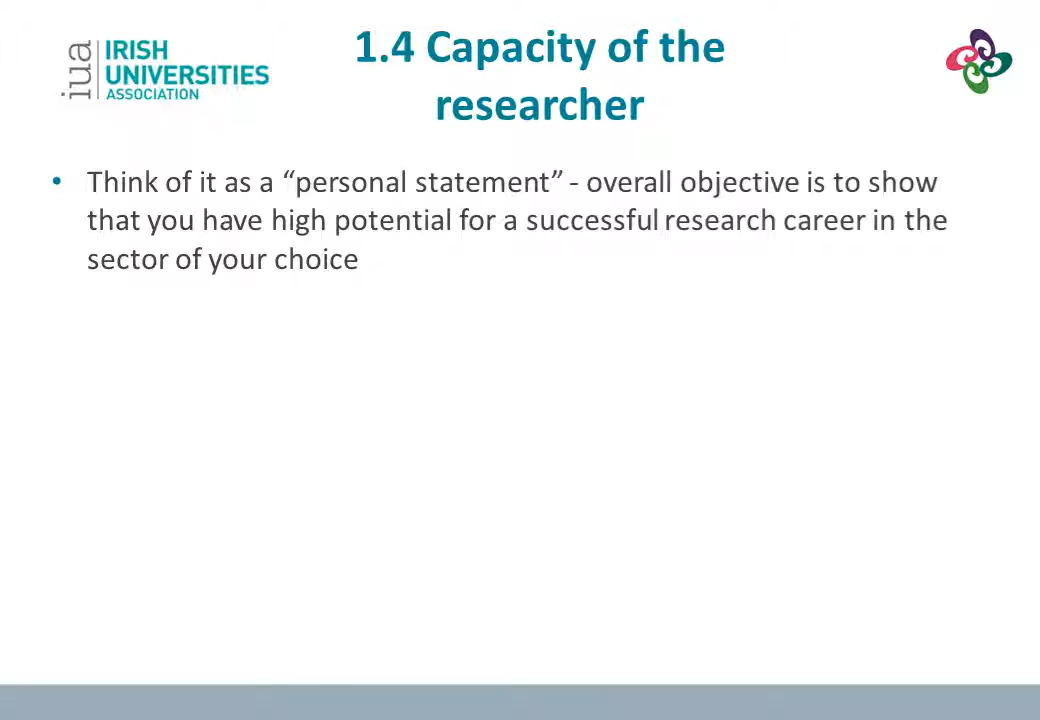 iua
IRISH
UNIVERSITIES
ASSOCIATION
1.4 Capacity of the
researcher
• Think of it as a “personal statement” - overall objective is to show
that you have high potential for a successful research career in the
sector of your choice